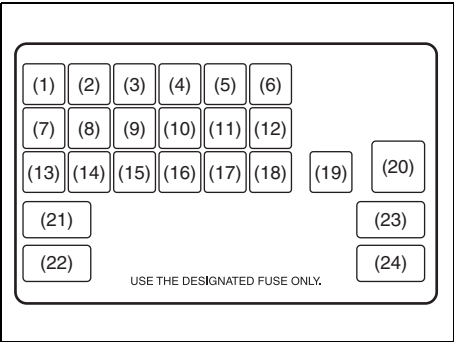 (1) (2) (3) (4) (5) (6)
(7) (8) (9) (10) (11) (12)
(13) (14) (15) (16) (17) (18) (19) (20)
(21) (23)
(22) (24)
USE THE DESIGNATED FUSE ONLY.